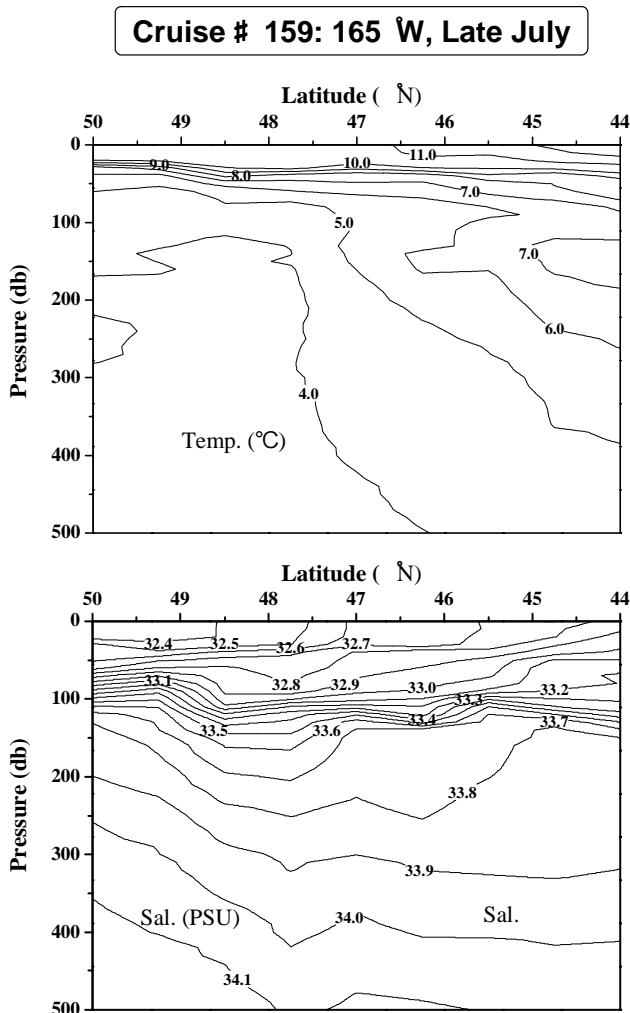 Cruise # 159: 165 °W, Late July
Latitude ( °N)
50 49 48 47 46 45 44
0
11.0
9.0
10.0
8.0
7.0
100
5.0
7.0
200
6.0
Pressure (db)
300
4.0
Temp. (℃)
400
500
Latitude ( °N)
50 49 48 47 46 45 44
0
32.4 32.5 32.6 32.7
33.1 32.8 32.9 33.0 33.2
100
33.3
33.5 33.6 33.4 33.7
200
33.8
Pressure (db)
300
33.9
Sal. (PSU) 34.0 Sal.
400
34.1
500